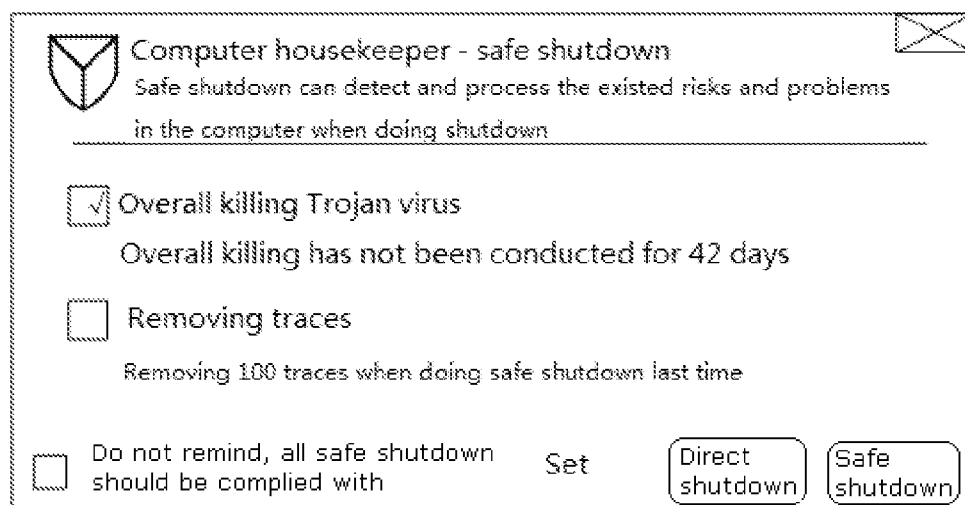 Computer housekeeper - safe shutdown
Safe shutdown can detect and process the existed risks and problems
in the computer when doing shutdown
Overall killing Trojan virus
Overall killing has not been conducted for 42 days
Removing traces
Removing 100 traces when doing safe shutdown last time
Do not remind, all safe shutdown
should be complied with
Set
Direct
shutdown
Safe
shutdown